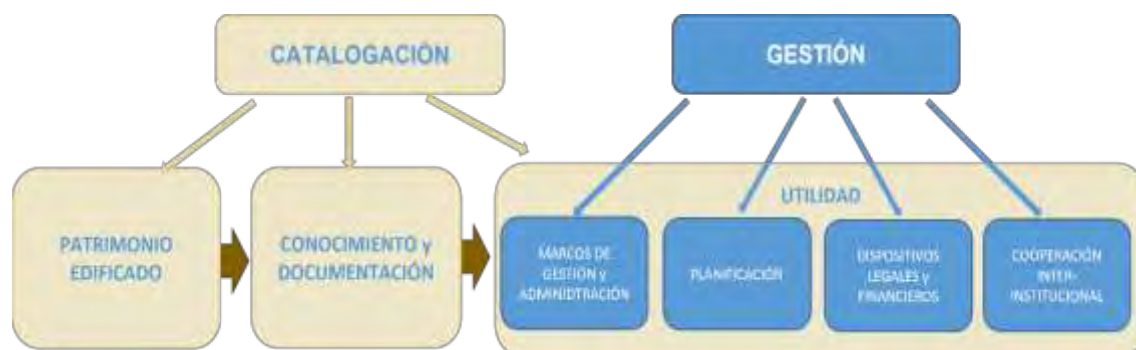 CATALOGACIÓN
GESTIÓN
PATRIMONIO
EDIFICADO
CONOCIMIENTO y
DOCUMENTACIÓN
UTILIDAD
MARCOS DE
GESTIÓN y
ADMINIDTRACIÓN
PLANIFICACIÓN
DISPOSITIVOS
LEGALES y
FINANCIEROS
COOPERACIÓN
INTER-
INSTITUCIONAL